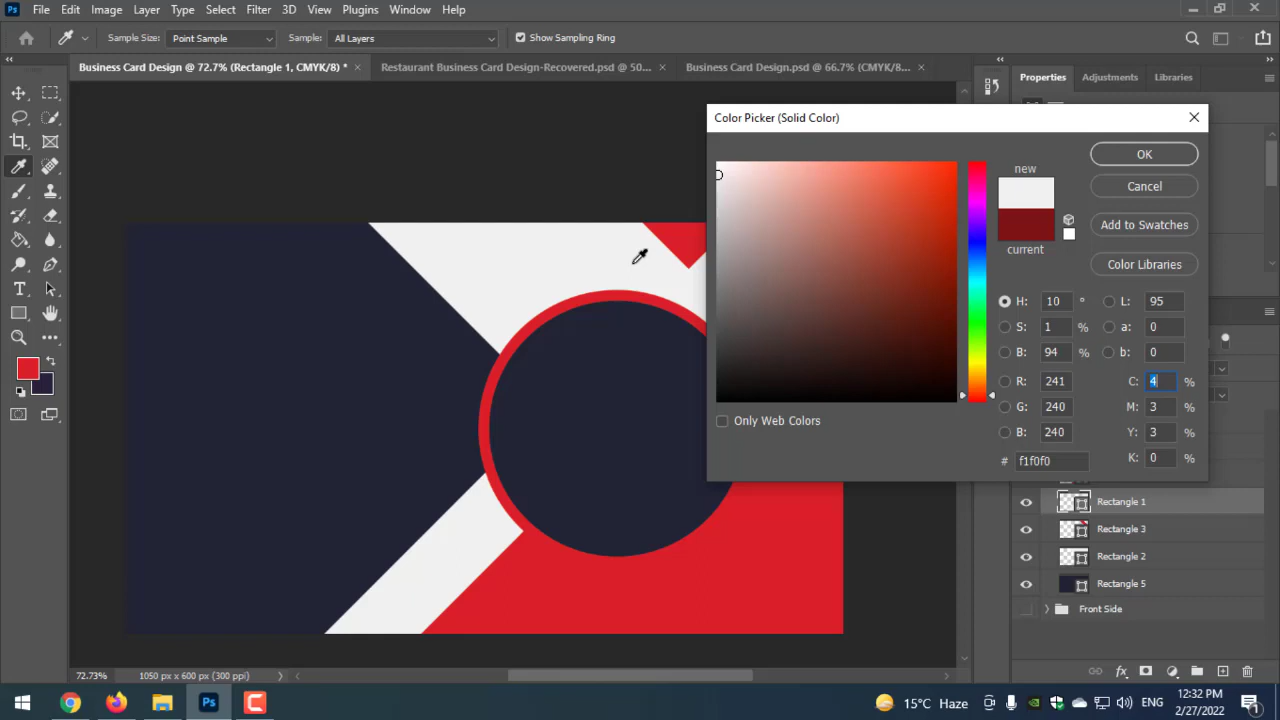 Ps File Edit Image Layer Type Select Filter 3D View Plugins Window Help
Sample Size: Point Sample Sample: All Layers Show Sampling Ring
Business Card Design @ 72.7% (Rectangle 1, CMYK/8) * × Restaurant Business Card Design-Recovered.psd @ 50... × Business Card Design.psd @ 66.7% (CMYK/8... ×
Properties Adjustments Libraries
Color Picker (Solid Color)
new
current
OK
Cancel
Add to Swatches
Color Libraries
H: 10 ° L: 95
S: 1 % a: 0
B: 94 % b: 0
R: 241 C: 4 %
G: 240 M: 3 %
B: 240 Y: 3 %
# f1f0f0 K: 0 %
Only Web Colors
Rectangle 1
Rectangle 3
Rectangle 2
Rectangle 5
Front Side
72.73% 1050 px x 600 px (300 ppi)
Ps
15°C Haze
ENG
12:32 PM
2/27/2022
1